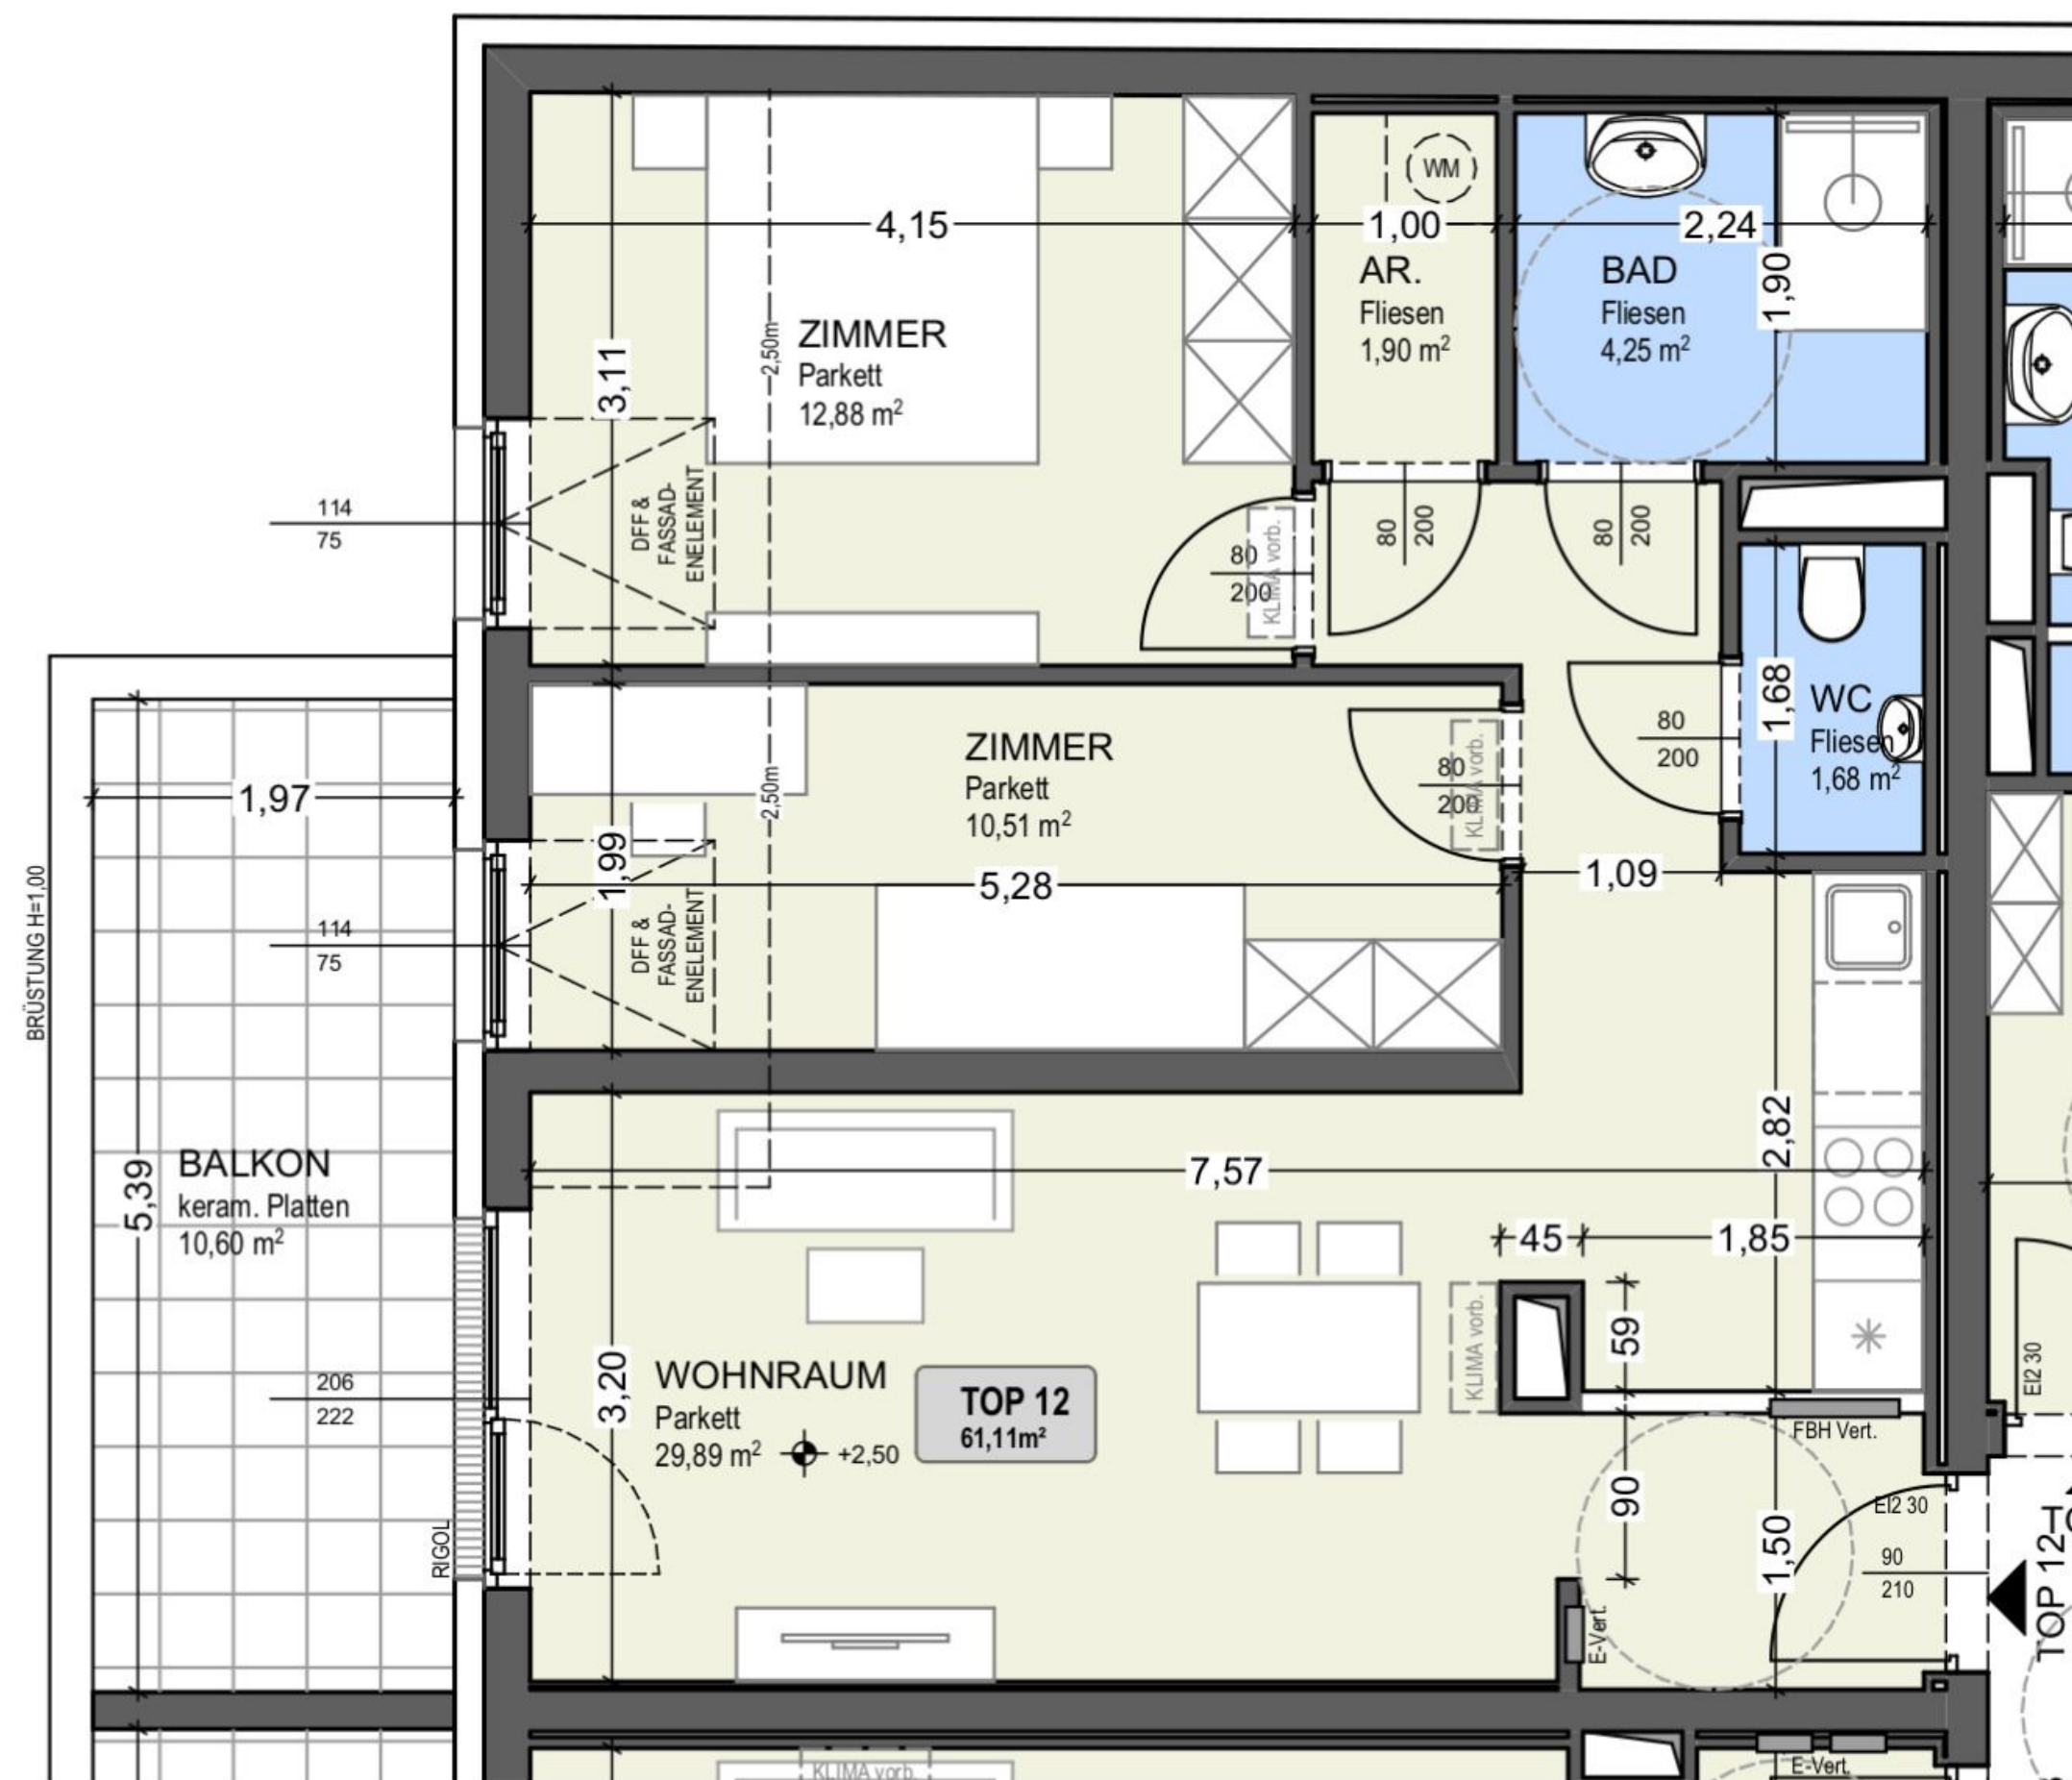 4,15
1,00
2,24
WM
ZIMMER
Parkett
12,88 m²
AR.
Fliesen
1,90 m²
BAD
Fliesen
4,25 m²
1,90
3,11
2,50m
DFF &
FASSAD-
ENELEMENT
114
75
80
200
KLIMA vorb.
80
200
80
200
ZIMMER
Parkett
10,51 m²
2,50m
80
200
KLIMA vorb.
80
200
WC
Fliesen
1,68 m²
1,68
1,97
1,99
5,28
1,09
DFF &
FASSAD-
ENELEMENT
114
75
BRÜSTUNG H=1,00
BALKON
keram. Platten
10,60 m²
5,39
7,57
2,82
45
1,85
59
KLIMA vorb.
206
222
3,20
WOHNRAUM
Parkett
29,89 m²
+2,50
TOP 12
61,11m²
FBH Vert.
90
1,50
EI2 30
90
210
EI2 30
TOP 12
RIGOL
E-Vert.
KLIMA vorb.
E-Vert.